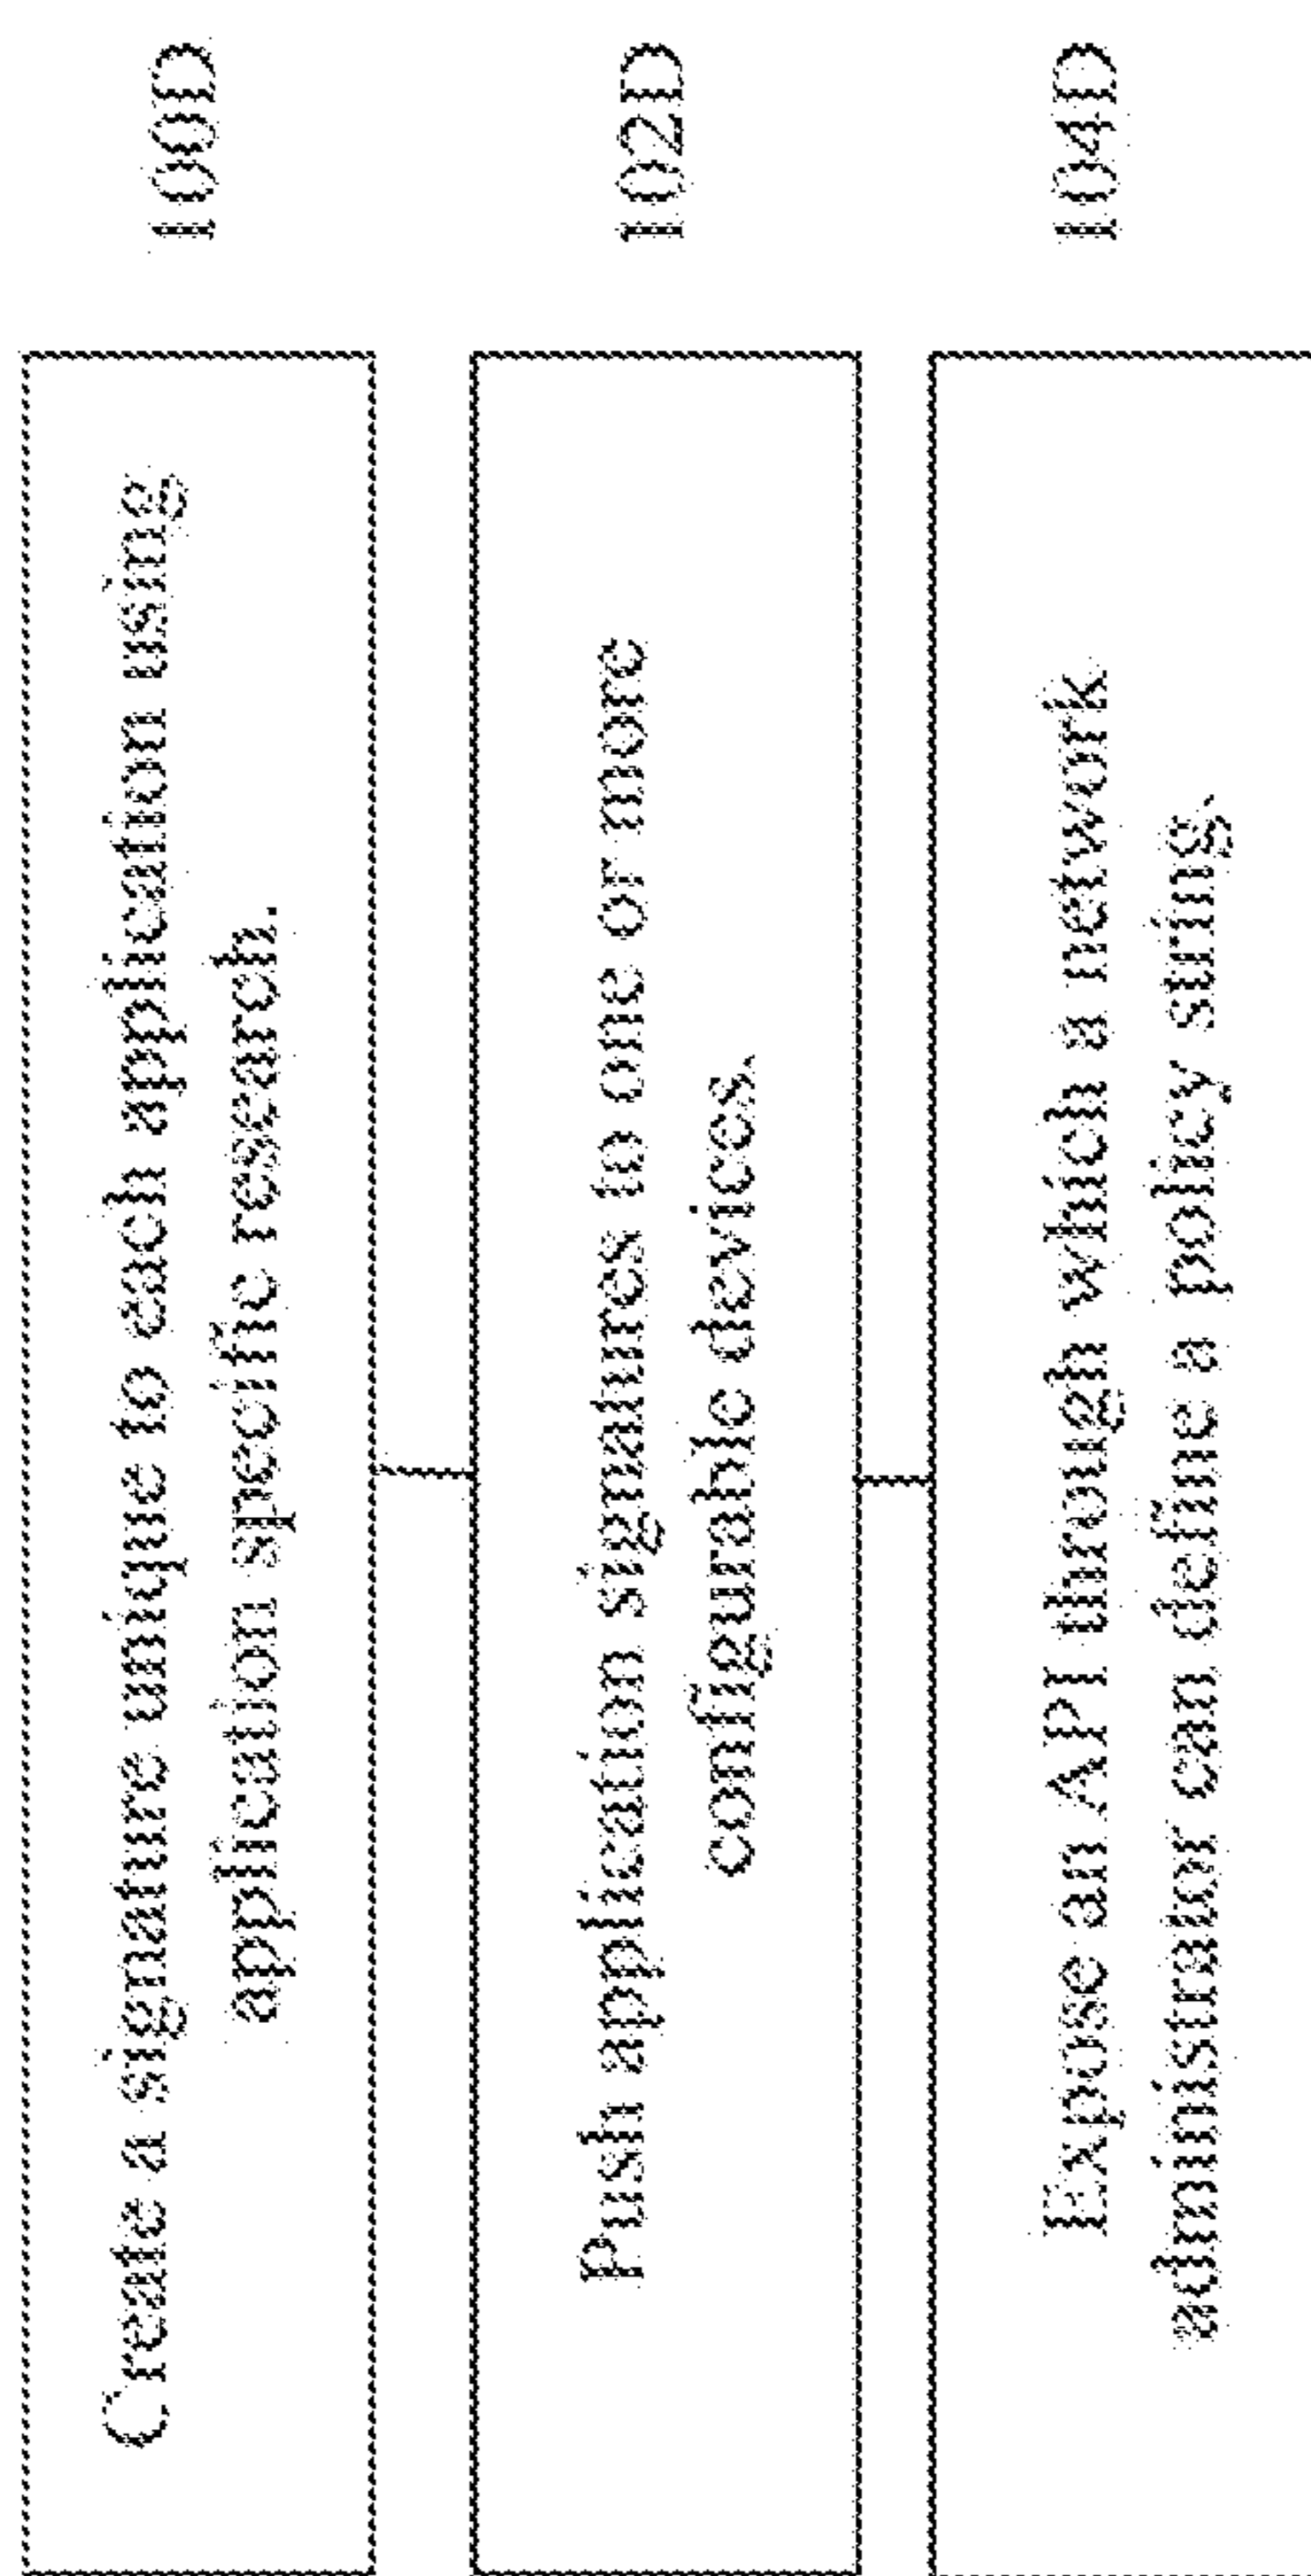 Create a signature unique to each application using
application specific research.
100D
Push application signatures to one or more
configurable devices.
102D
Expose an API through which a network
administrator can define a policy string.
104D